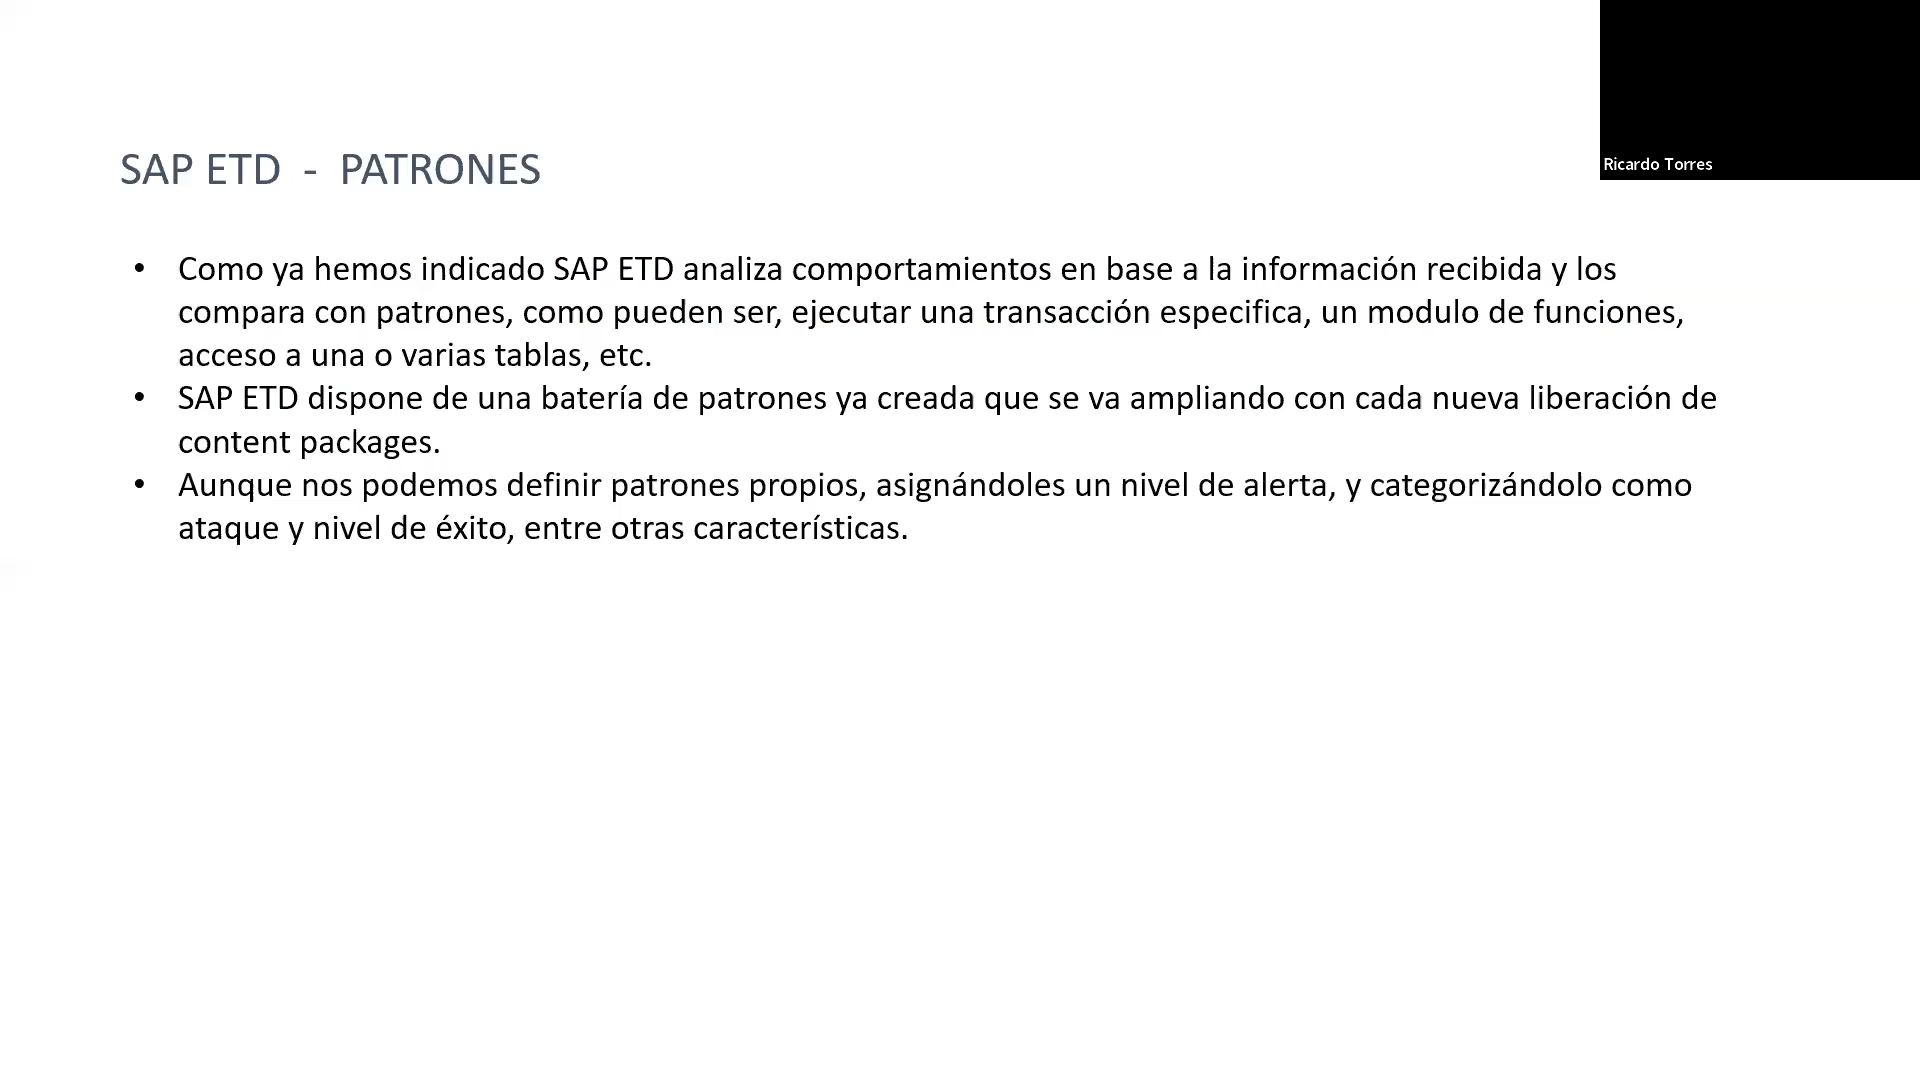 Ricardo Torres
SAP ETD - PATRONES
• Como ya hemos indicado SAP ETD analiza comportamientos en base a la información recibida y los
compara con patrones, como pueden ser, ejecutar una transacción especifica, un modulo de funciones,
acceso a una o varias tablas, etc.
• SAP ETD dispone de una batería de patrones ya creada que se va ampliando con cada nueva liberación de
content packages.
• Aunque nos podemos definir patrones propios, asignándoles un nivel de alerta, y categorizándolo como
ataque y nivel de éxito, entre otras características.